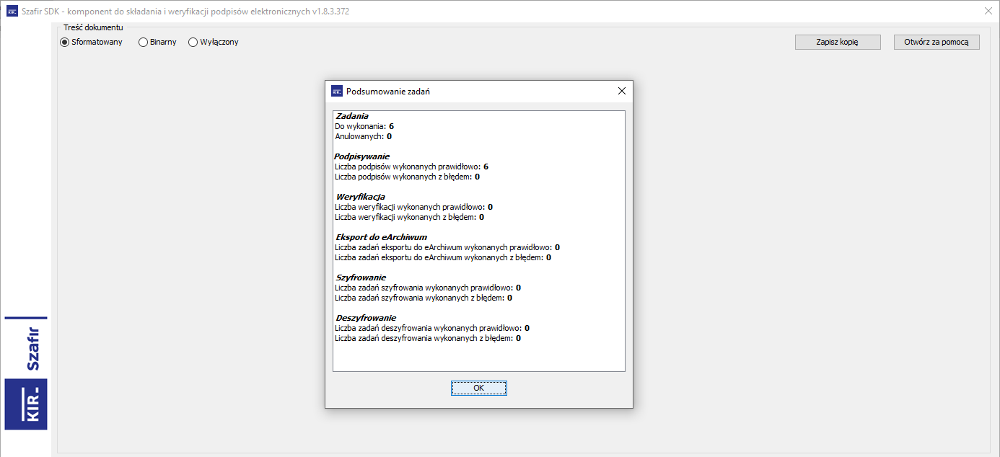 KIR.
Szafir SDK - komponent do składania i weryfikacji podpisów elektronicznych v1.8.3.372
Treść dokumentu
Sformatowany
Binarny
Wyłączony
Zapisz kopię
Otwórz za pomocą
KIR.
Podsumowanie zadań
Zadania
Do wykonania: 6
Anulowanych: 0
Podpisywanie
Liczba podpisów wykonanych prawidłowo: 6
Liczba podpisów wykonanych z błędem: 0
Weryfikacja
Liczba weryfikacji wykonanych prawidłowo: 0
Liczba weryfikacji wykonanych z błędem: 0
Eksport do eArchiwum
Liczba zadań eksportu do eArchiwum wykonanych prawidłowo: 0
Liczba zadań eksportu do eArchiwum wykonanych z błędem: 0
Szyfrowanie
Liczba zadań szyfrowania wykonanych prawidłowo: 0
Liczba zadań szyfrowania wykonanych z błędem: 0
Deszyfrowanie
Liczba zadań deszyfrowania wykonanych prawidłowo: 0
Liczba zadań deszyfrowania wykonanych z błędem: 0
OK
Szafir
KIR.